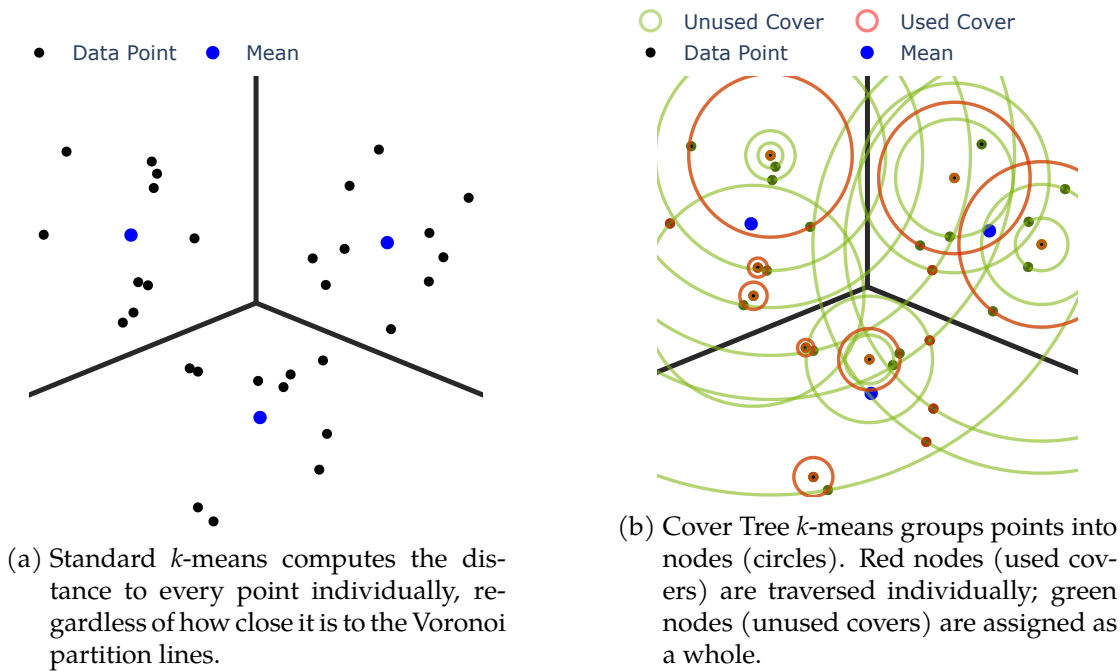 Data Point
Mean
Unused Cover
Used Cover
Data Point
Mean
(a) Standard k-means computes the dis-
tance to every point individually, re-
gardless of how close it is to the Voronoi
partition lines.
(b) Cover Tree k-means groups points into
nodes (circles). Red nodes (used cov-
ers) are traversed individually; green
nodes (unused covers) are assigned as
a whole.